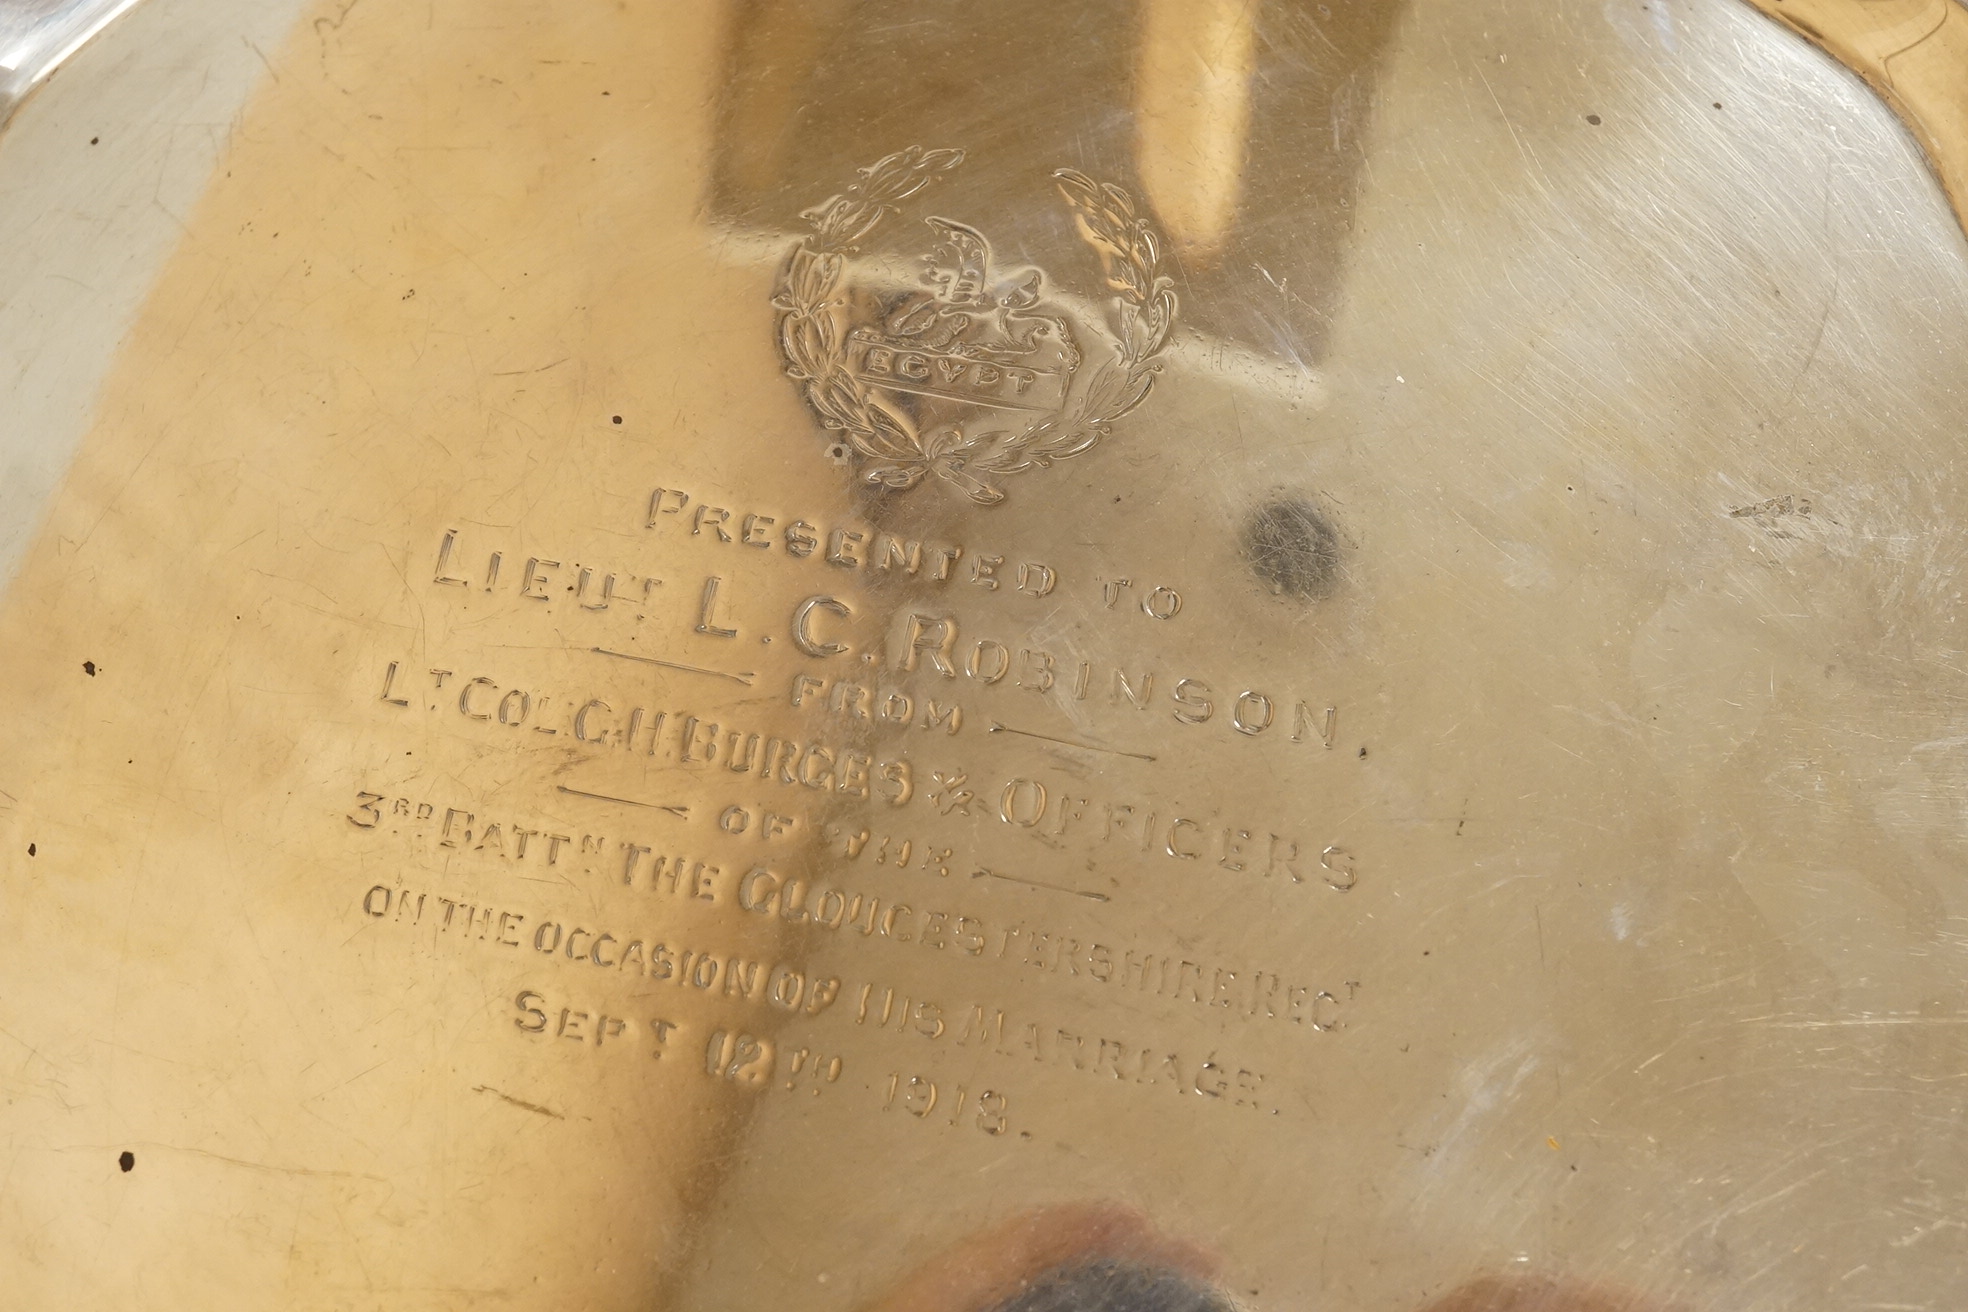 EGYPT
PRESENTED TO
LIEUT L. C. ROBINSON.
FROM
LT COL G.H. BURGES & OFFICERS
OF THE
3RD BATTN THE GLOUCESTERSHIRE REGT
ON THE OCCASION OF HIS MARRIAGE.
SEPT 12TH 1918.